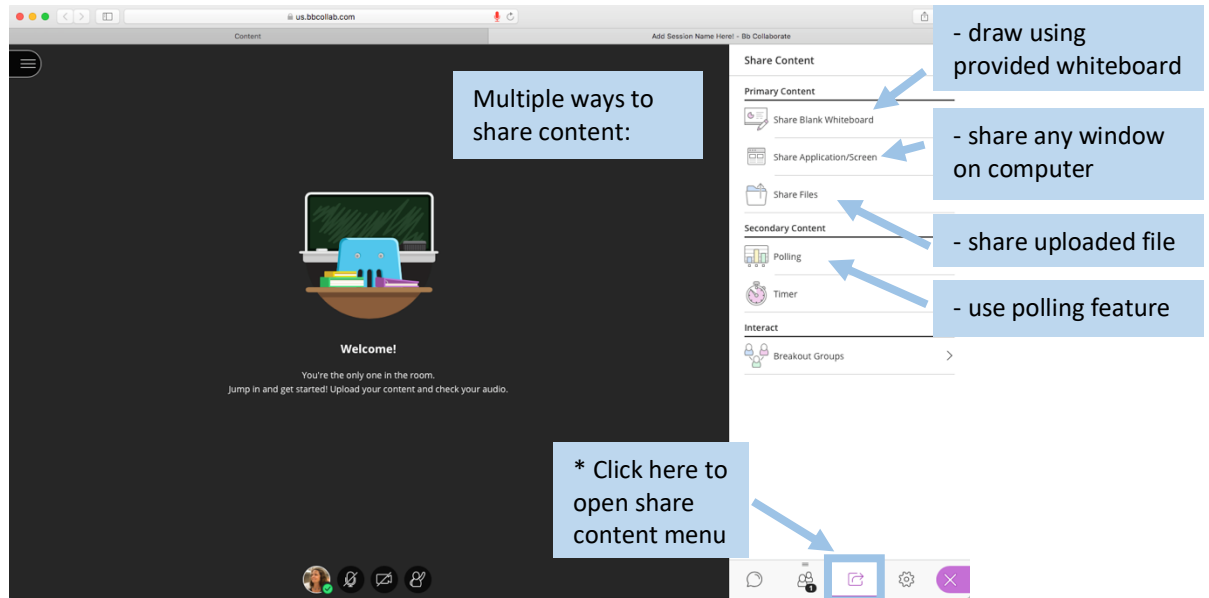 us.bbcollab.com
Content
Add Session Name Here! - Bb Collaborate
Multiple ways to
share content:
Share Content
Primary Content
Share Blank Whiteboard
Share Application/Screen
Share Files
Secondary Content
Polling
Timer
Interact
Breakout Groups
- draw using
provided whiteboard
- share any window
on computer
- share uploaded file
- use polling feature
Welcome!
You're the only one in the room.
Jump in and get started! Upload your content and check your audio.
* Click here to
open share
content menu
1